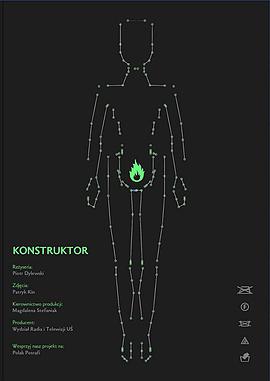 KONSTRUKTOR
Reżyseria:
Piotr Dylewski
Zdjęcia:
Patryk Kin
Kierownictwo produkcji:
Magdalena Stefaniak
Producent:
Wydział Radia i Telewizji UŚ
Wesprzyj nasz projekt na:
Polak Potrafi